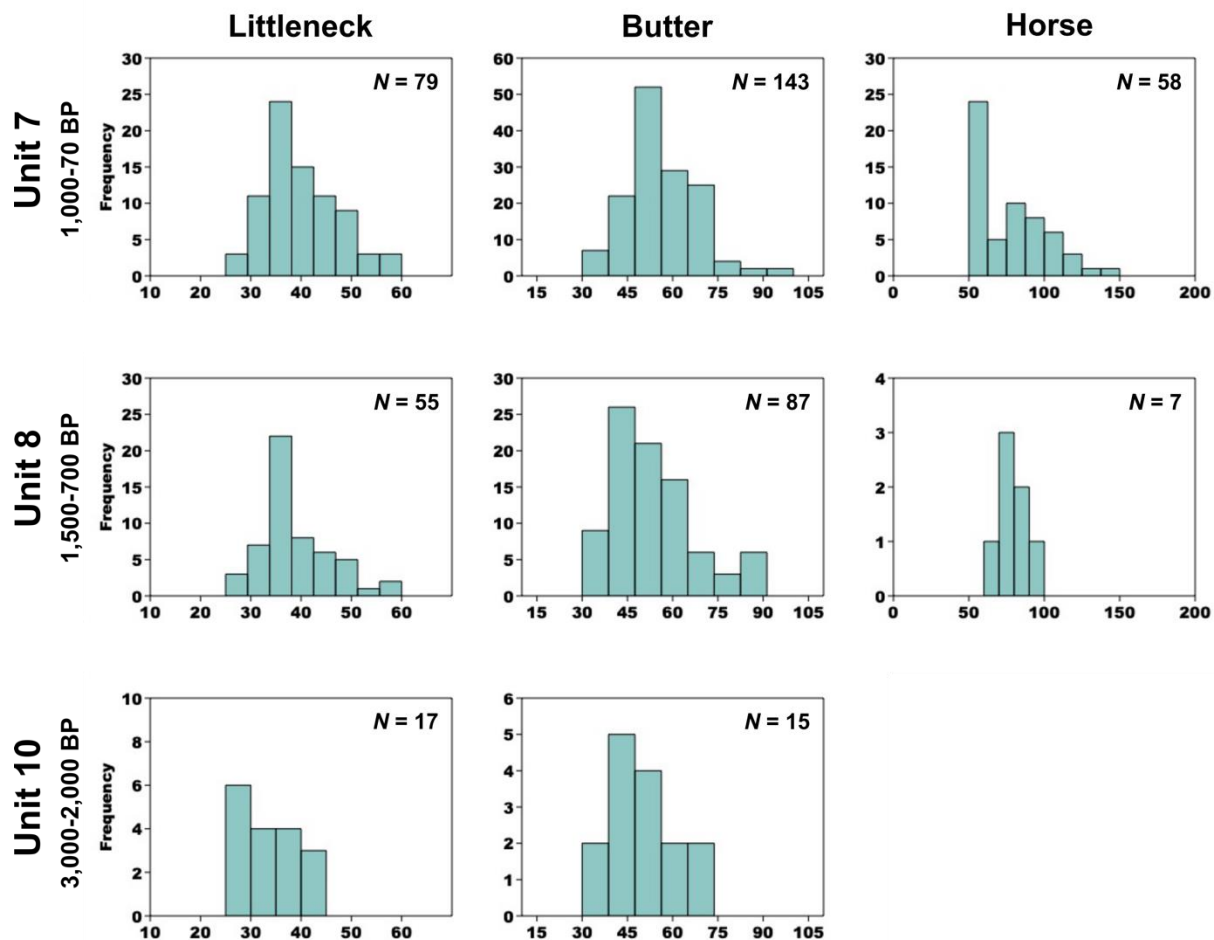 Littleneck Butter Horse
Unit 7
1,000-70 BP
Frequency
30
25
20
15
10
5
0
N = 79
10 20 30 40 50 60
60
50
40
30
20
10
0
N = 143
15 30 45 60 75 90 105
30
25
20
15
10
5
0
N = 58
0 50 100 150 200
Unit 8
1,500-700 BP
Frequency
30
25
20
15
10
5
0
N = 55
10 20 30 40 50 60
30
25
20
15
10
5
0
N = 87
15 30 45 60 75 90 105
4
3
2
1
0
N = 7
0 50 100 150 200
Unit 10
3,000-2,000 BP
Frequency
10
8
6
4
2
0
N = 17
10 20 30 40 50 60
6
5
4
3
2
1
0
N = 15
15 30 45 60 75 90 105